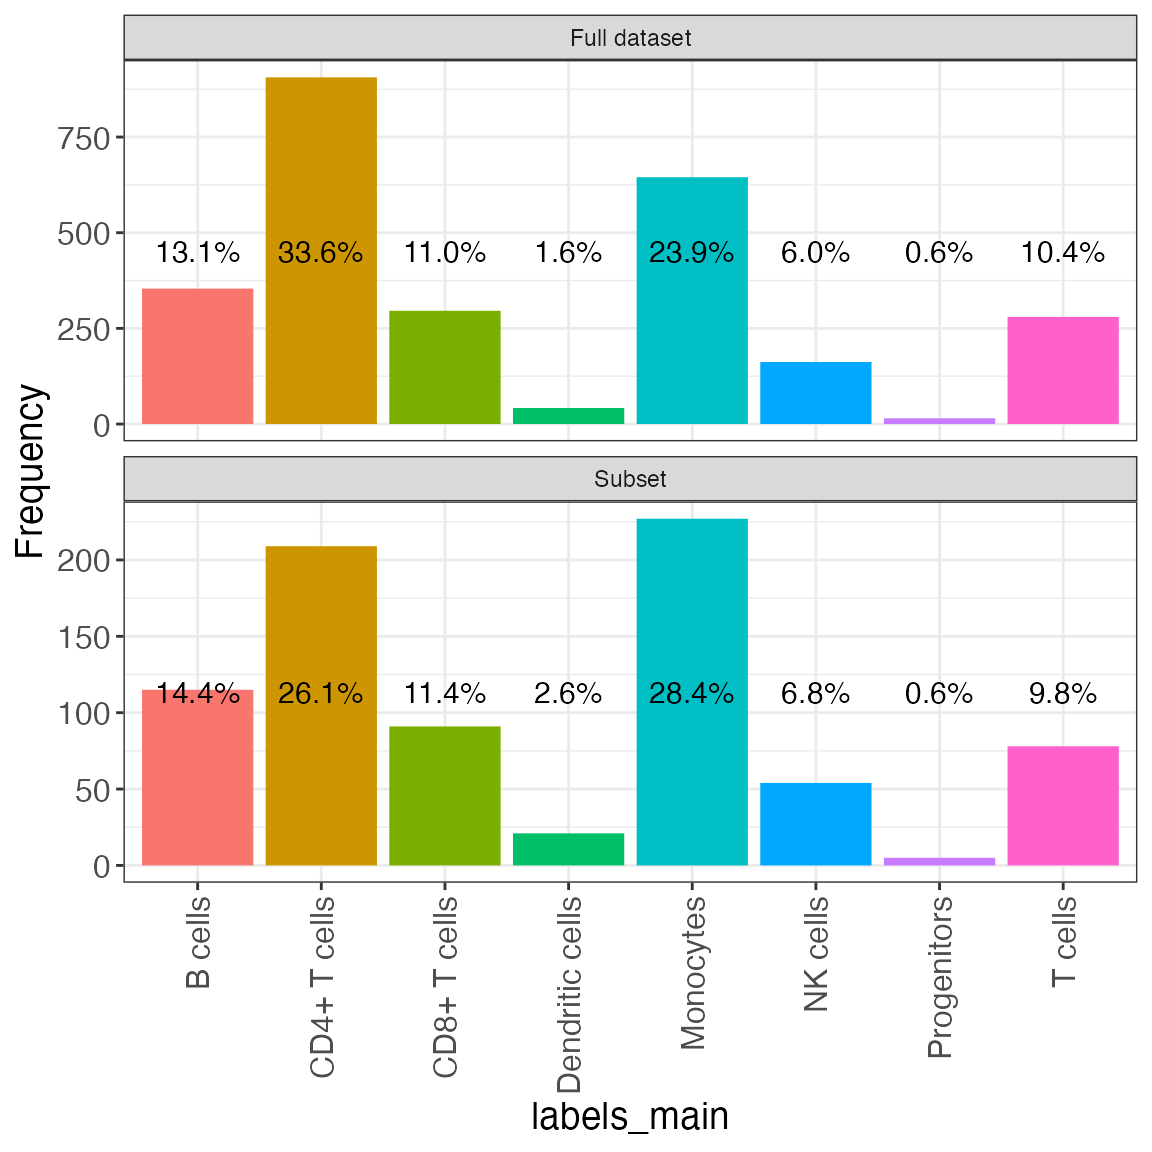 Full dataset
750
500
250
0
13.1% 33.6% 11.0% 1.6% 23.9% 6.0% 0.6% 10.4%
Frequency
Subset
200
150
100
50
0
14.4% 26.1% 11.4% 2.6% 28.4% 6.8% 0.6% 9.8%
B cells
CD4+ T cells
CD8+ T cells
Dendritic cells
Monocytes
NK cells
Progenitors
T cells
labels_main